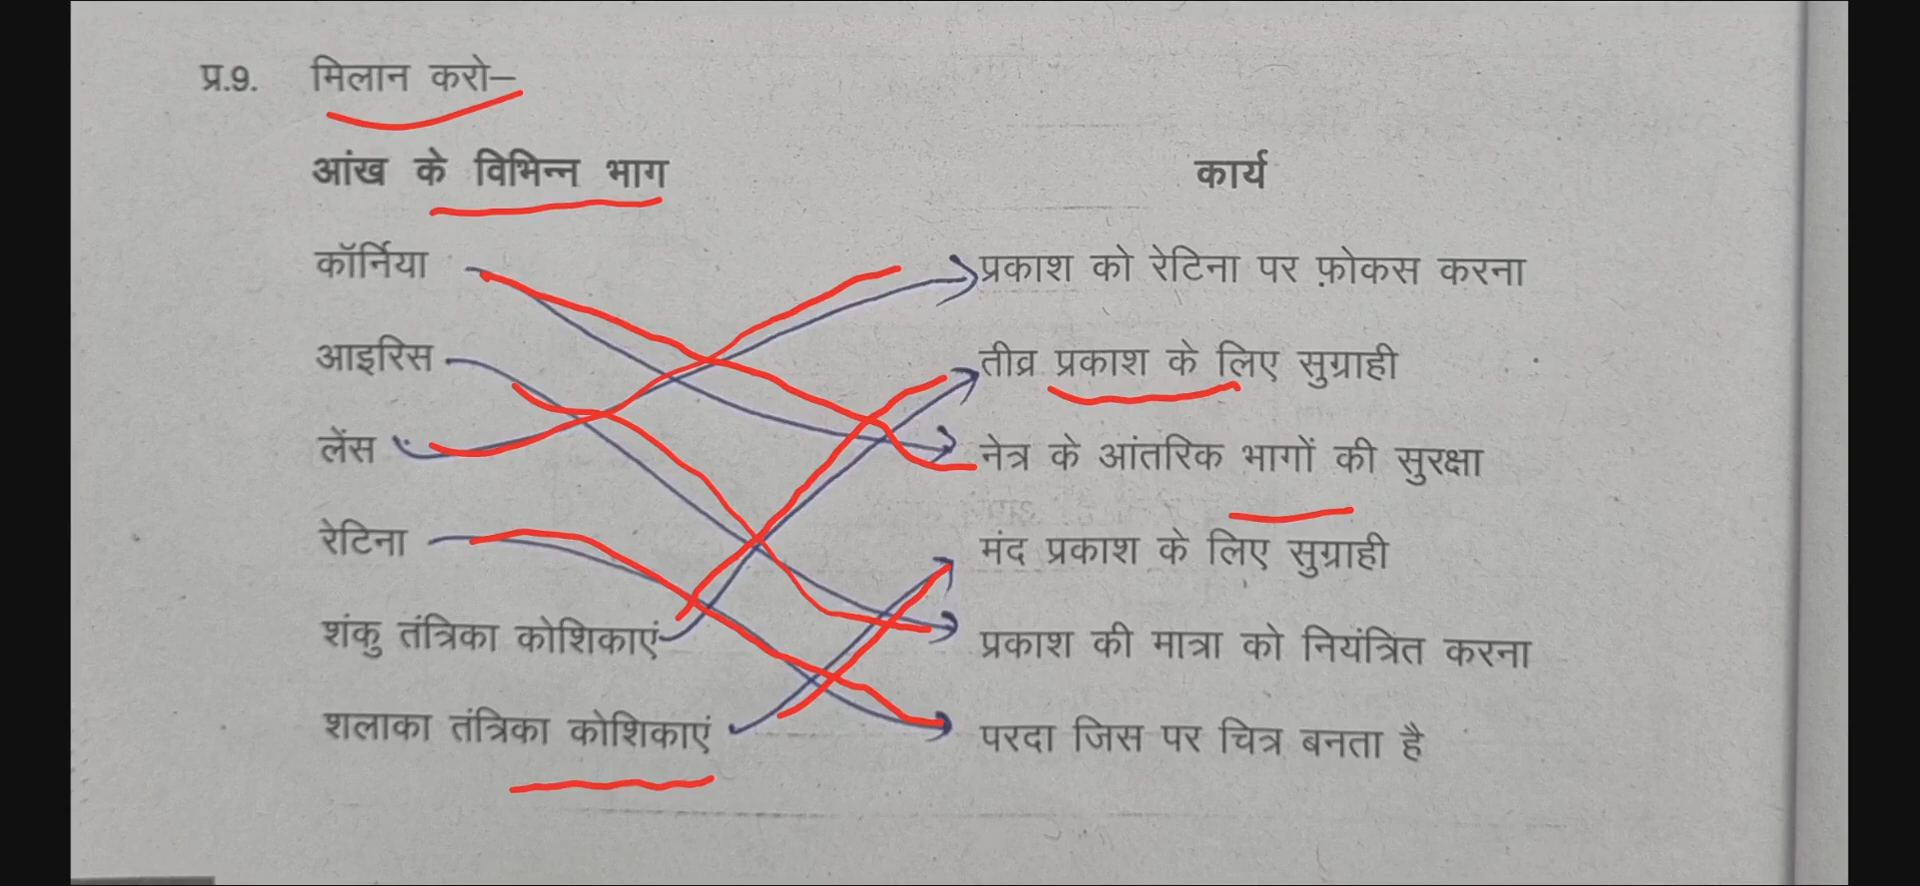 प्र.9. मिलान करो–
आंख के विभिन्न भाग कार्य
कॉर्निया प्रकाश को रेटिना पर फ़ोकस करना
आइरिस तीव्र प्रकाश के लिए सुग्राही
लेंस नेत्र के आंतरिक भागों की सुरक्षा
रेटिना मंद प्रकाश के लिए सुग्राही
शंकु तंत्रिका कोशिकाएं प्रकाश की मात्रा को नियंत्रित करना
शलाका तंत्रिका कोशिकाएं परदा जिस पर चित्र बनता है